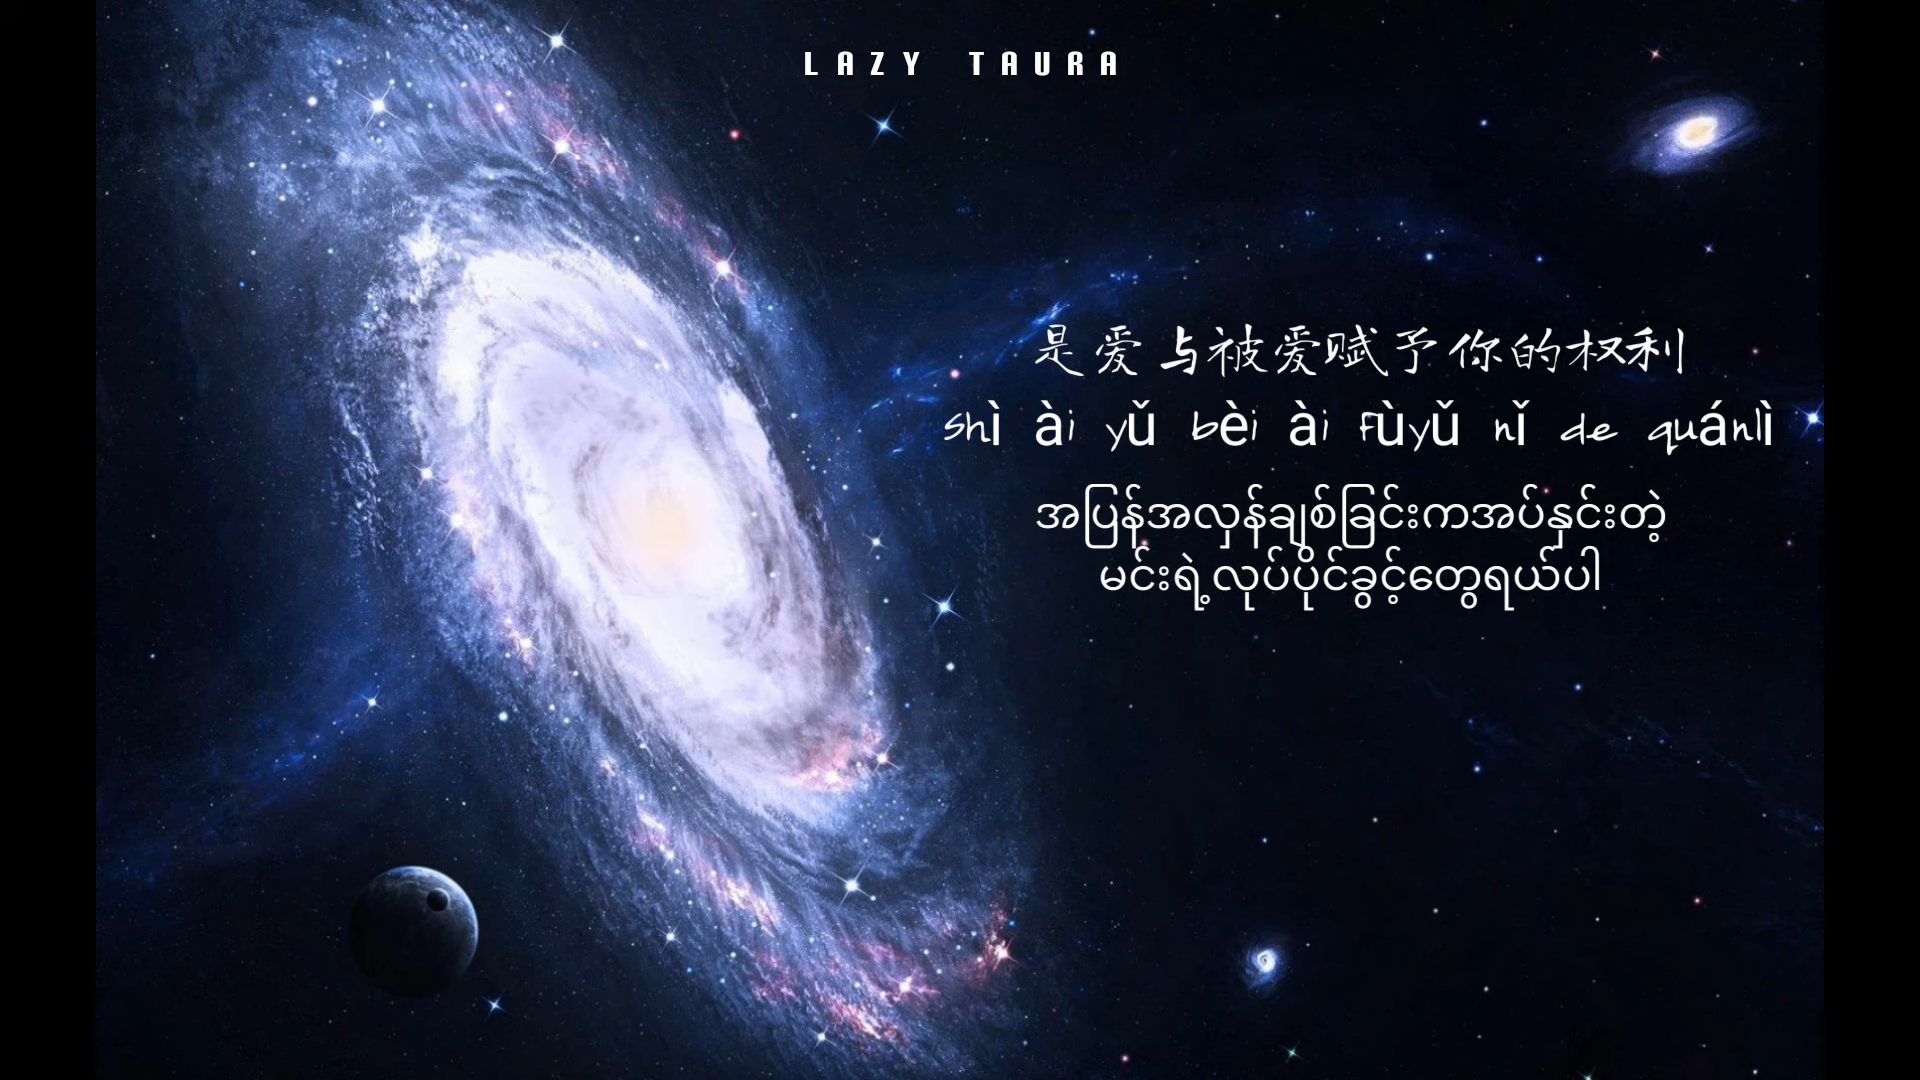 LAZY TAURA
是爱与被爱赋予你的权利
shì ài yǔ bèi ài fùyǔ nǐ de quánlì
အပြန်အလှန်ချစ်ခြင်းကအပ်နှင်းတဲ့
မင်းရဲ့လုပ်ပိုင်ခွင့်တွေရယ်ပါ